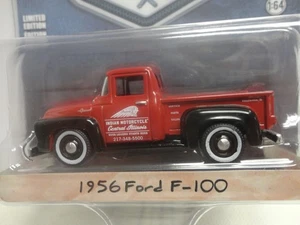 LIMITED
EDITION
1:64
INDIAN MOTORCYCLE
Central Illinois
217-348-5500
1956 Ford F-100